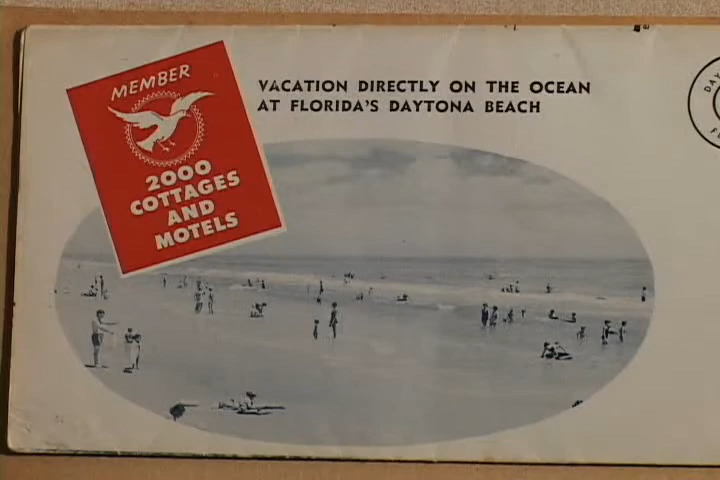 MEMBER
2000
COTTAGES
AND
MOTELS
VACATION DIRECTLY ON THE OCEAN
AT FLORIDA'S DAYTONA BEACH